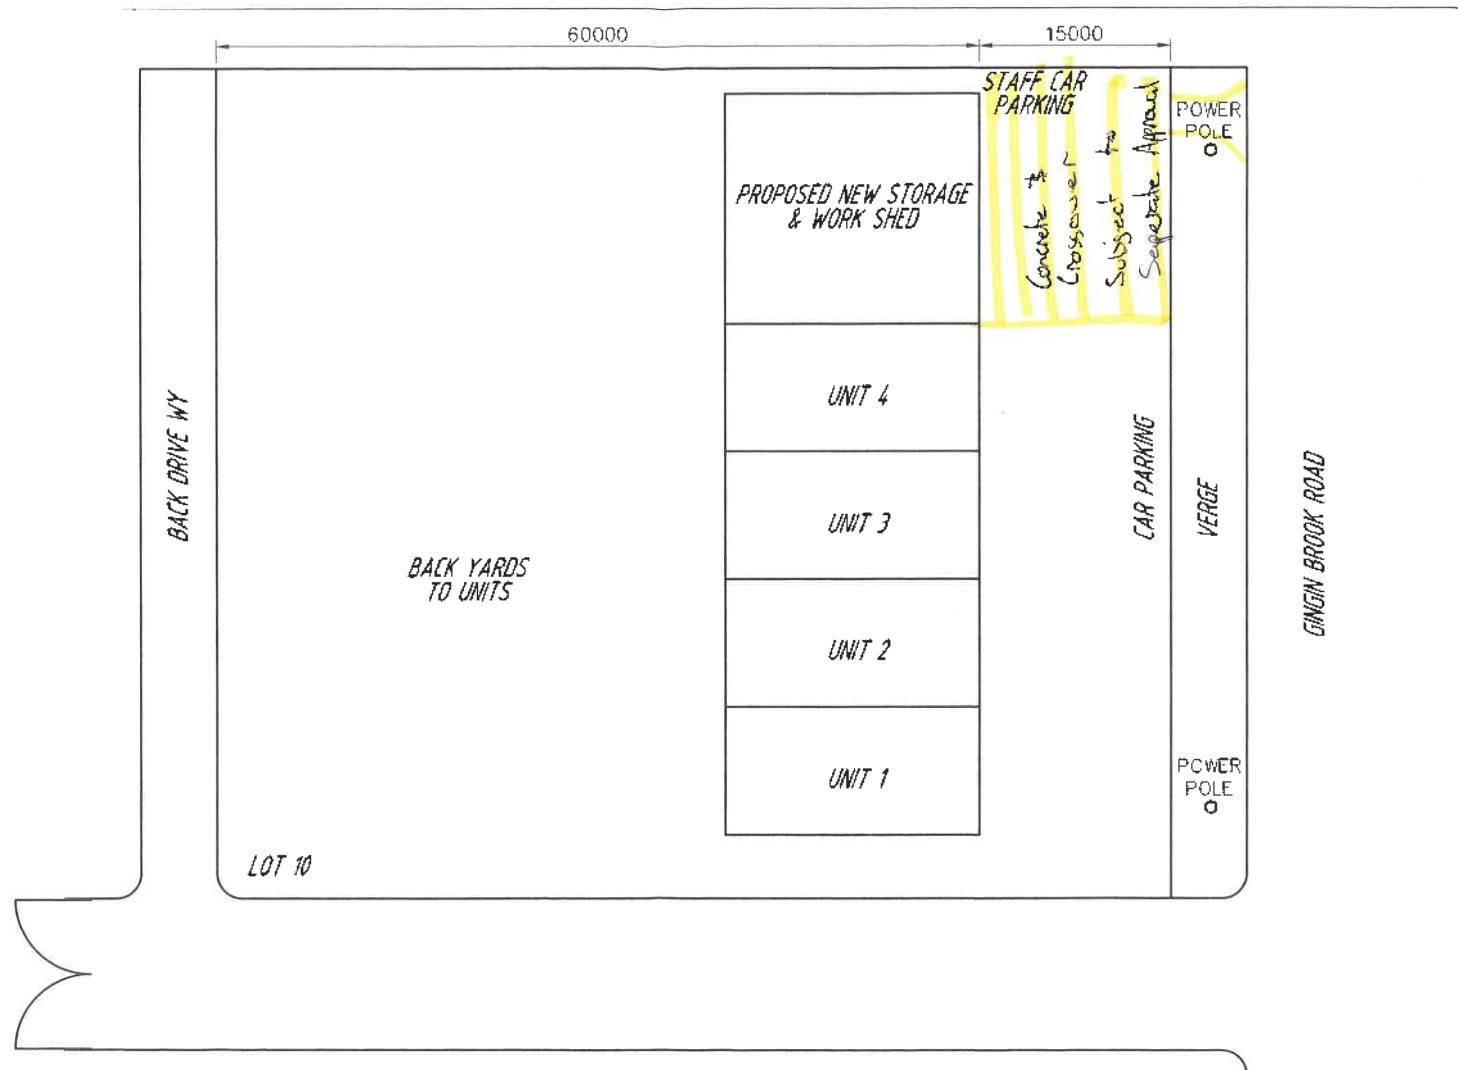 60000
15000
STAFF CAR
PARKING
POWER
POLE
PROPOSED NEW STORAGE
& WORK SHED
Concrete &
Crossover
Subject to
Seperate Approval
UNIT 4
BACK DRIVE WY
CAR PARKING
VERGE
GINGIN BROOK ROAD
UNIT 3
BACK YARDS
TO UNITS
UNIT 2
UNIT 1
POWER
POLE
LOT 10